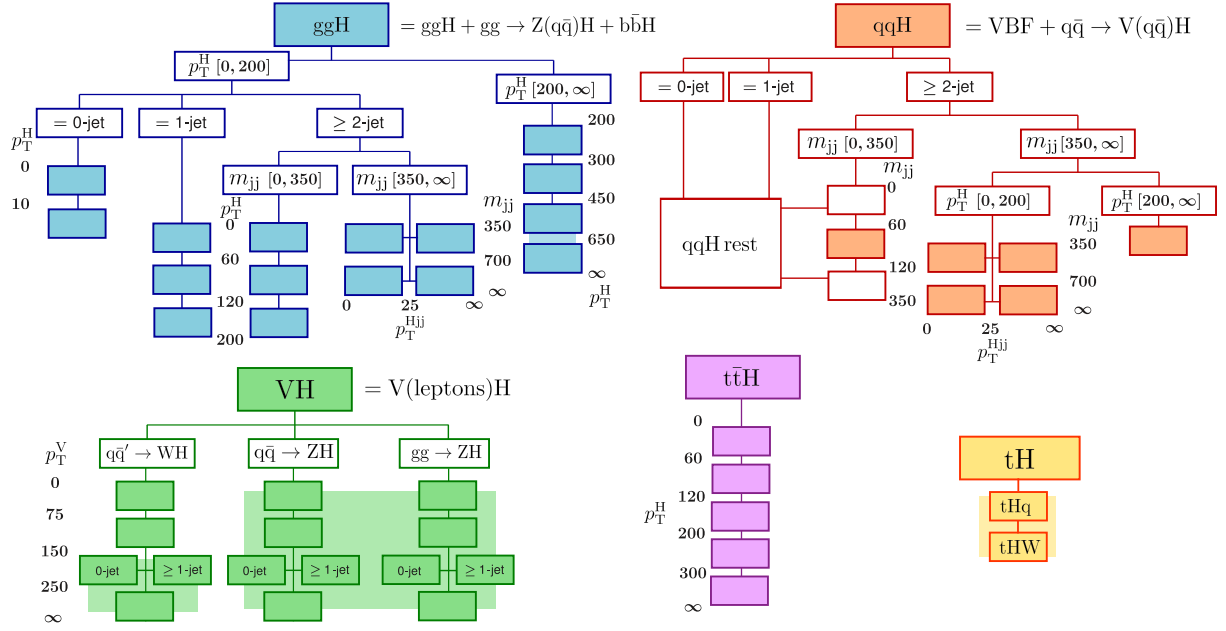 ggH = ggH + gg → Z(qq̄)H + bb̄H
p_T^H [0, 200]
p_T^H [200, ∞]
= 0-jet
= 1-jet
≥ 2-jet
p_T^H
0
10
m_jj [0, 350]
m_jj [350, ∞]
p_T^H
0
60
120
200
m_jj
350
700
∞
0 25 ∞
p_T^Hjj
200
300
450
650
∞
p_T^H
qqH = VBF + qq̄ → V(qq̄)H
= 0-jet
= 1-jet
≥ 2-jet
m_jj [0, 350]
m_jj [350, ∞]
m_jj
0
60
120
350
qqH rest
p_T^H [0, 200]
p_T^H [200, ∞]
m_jj
350
700
∞
0 25 ∞
p_T^Hjj
VH = V(leptons)H
qq̄′ → WH
qq̄ → ZH
gg → ZH
p_T^V
0
75
150
250
∞
0-jet ≥ 1-jet
0-jet ≥ 1-jet
0-jet ≥ 1-jet
tt̄H
p_T^H
0
60
120
200
300
∞
tH
tHq
tHW